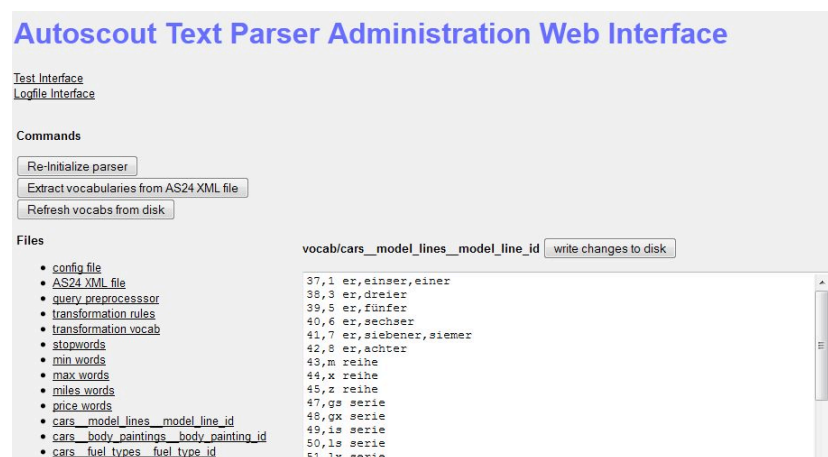 Autoscout Text Parser Administration Web Interface
Test Interface
Logfile Interface
Commands
Re-Initialize parser
Extract vocabularies from AS24 XML file
Refresh vocabs from disk
Files
config file
AS24 XML file
query preprocesssor
transformation rules
transformation vocab
stopwords
min words
max words
miles words
price words
cars__model_lines__model_line_id
cars__body_paintings__body_painting_id
cars__fuel_types__fuel_type_id
vocab/cars__model_lines__model_line_id write changes to disk
37,1 er,einser,einer
38,3 er,dreier
39,5 er,fünfer
40,6 er,sechser
41,7 er,siebener,siemer
42,8 er,achter
43,m reihe
44,x reihe
45,z reihe
47,gs serie
48,gx serie
49,is serie
50,ls serie
51,lx serie